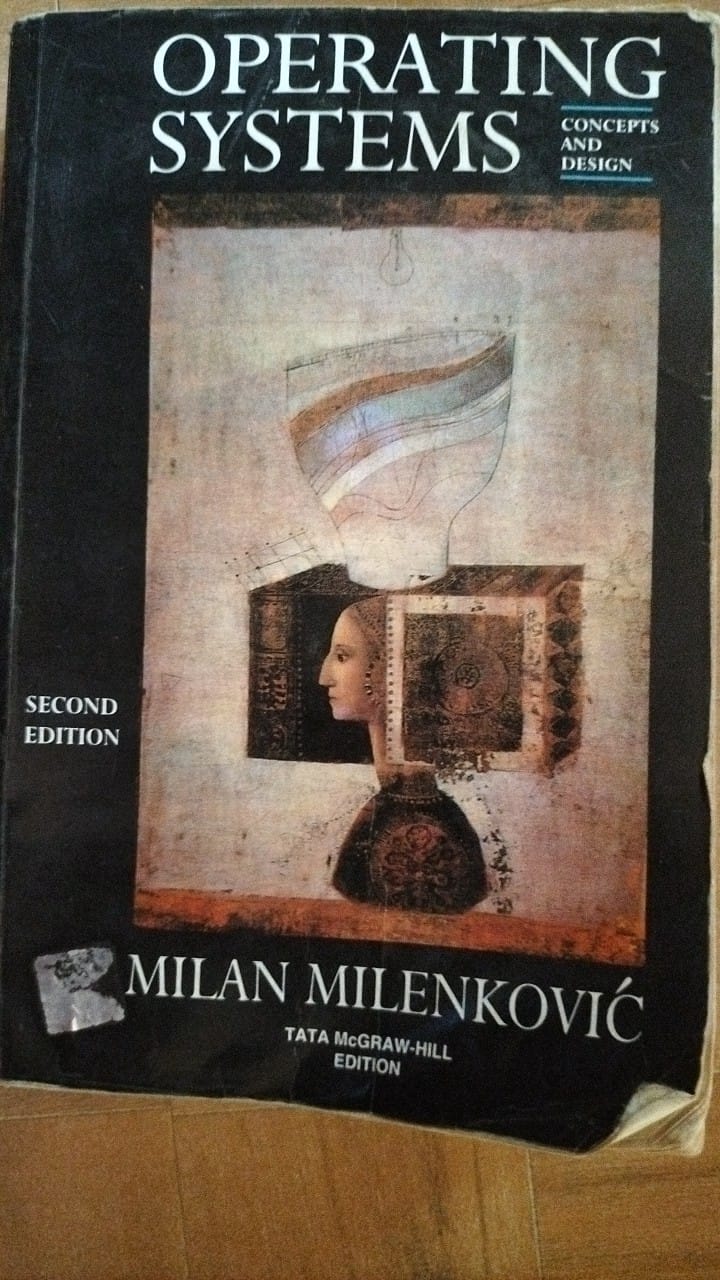 OPERATING
SYSTEMS
CONCEPTS
AND
DESIGN
SECOND
EDITION
MILAN MILENKOVIĆ
TATA McGRAW-HILL
EDITION